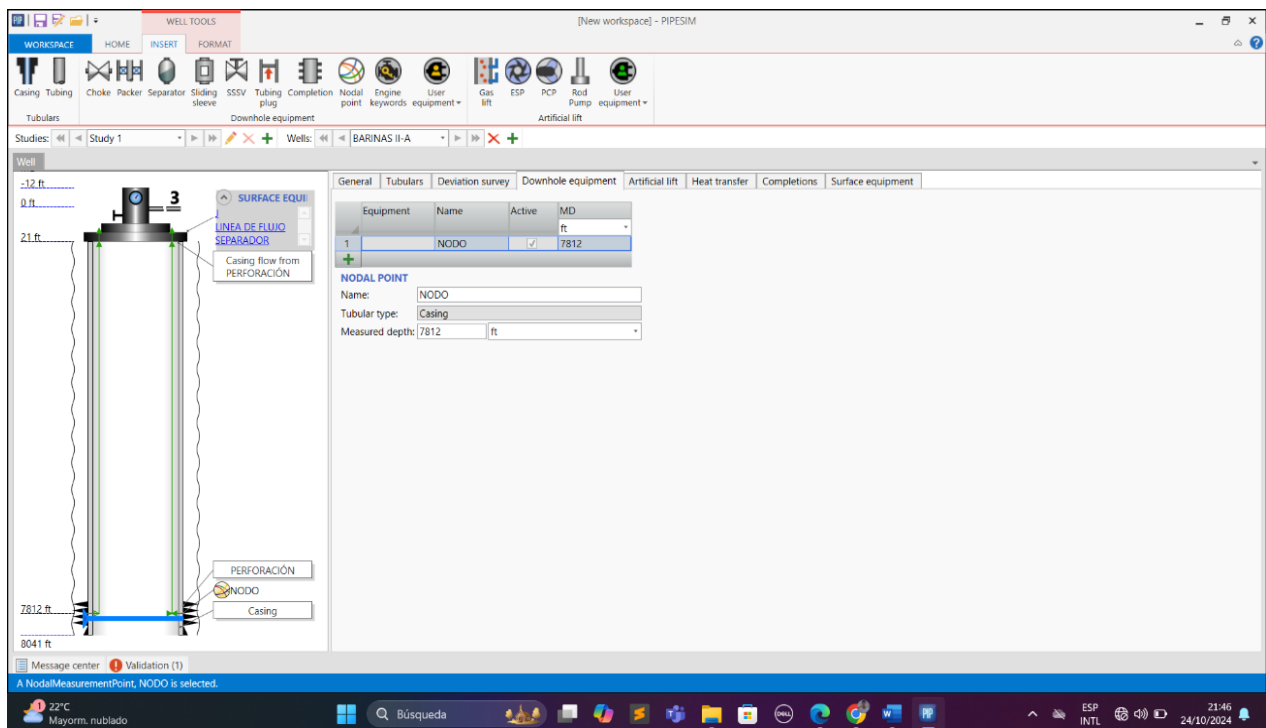 PIP
WELL TOOLS
[New workspace] - PIPESIM
WORKSPACE HOME INSERT FORMAT
Casing Tubing Choke Packer Separator Sliding sleeve SSSV Tubing plug Completion Nodal point Engine keywords User equipment Gas lift ESP PCP Rod Pump User equipment
Tubulars Downhole equipment Artificial lift
Studies: Study 1 Wells: BARINAS II-A
Well
General Tubulars Deviation survey Downhole equipment Artificial lift Heat transfer Completions Surface equipment
-12 ft
0 ft
21 ft
3
SURFACE EQUI
J
LINEA DE FLUJO
SEPARADOR
Casing flow from
PERFORACIÓN
PERFORACIÓN
NODO
Casing
7812 ft
8041 ft
Equipment Name Active MD
ft
1 NODO 7812
NODAL POINT
Name: NODO
Tubular type: Casing
Measured depth: 7812 ft
Message center Validation (1)
A NodalMeasurementPoint, NODO is selected.
1 22°C
Mayorm. nublado
Búsqueda
DELL
PIP
ESP
INTL
21:46
24/10/2024